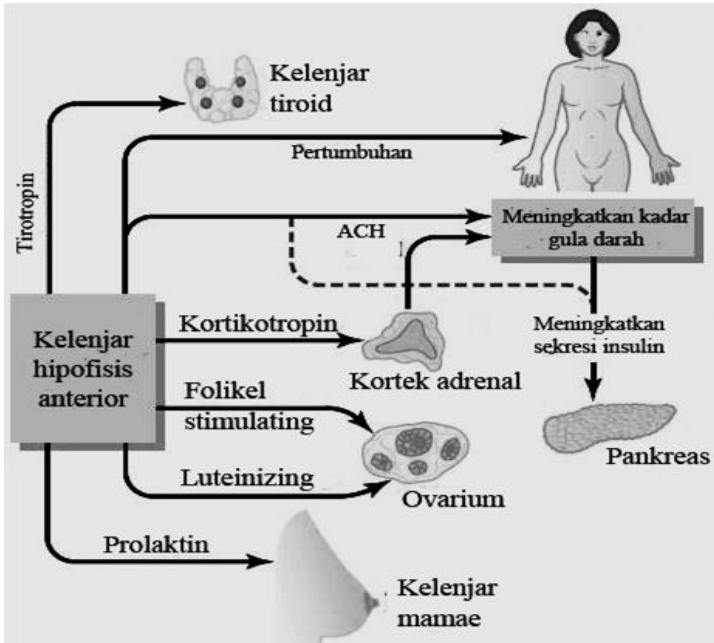 Kelenjar
tiroid
Tirotropin
Pertumbuhan
ACH
Meningkatkan kadar
gula darah
Kelenjar
hipofisis
anterior
Kortikotropin
Kortek adrenal
Meningkatkan
sekresi insulin
Folikel
stimulating
Luteinizing
Ovarium
Pankreas
Prolaktin
Kelenjar
mamae